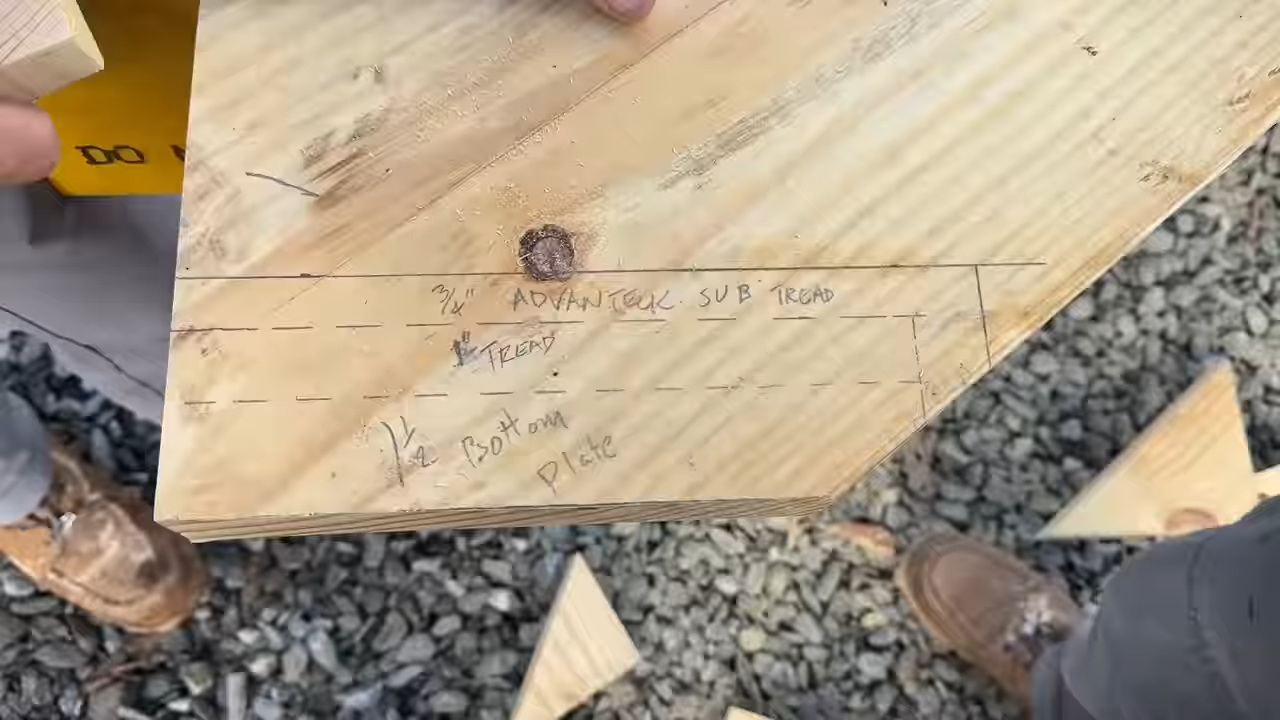 DO
3/4" ADVANTECK SUB TREAD
1" TREAD
1 1/2 Bottom
Plate